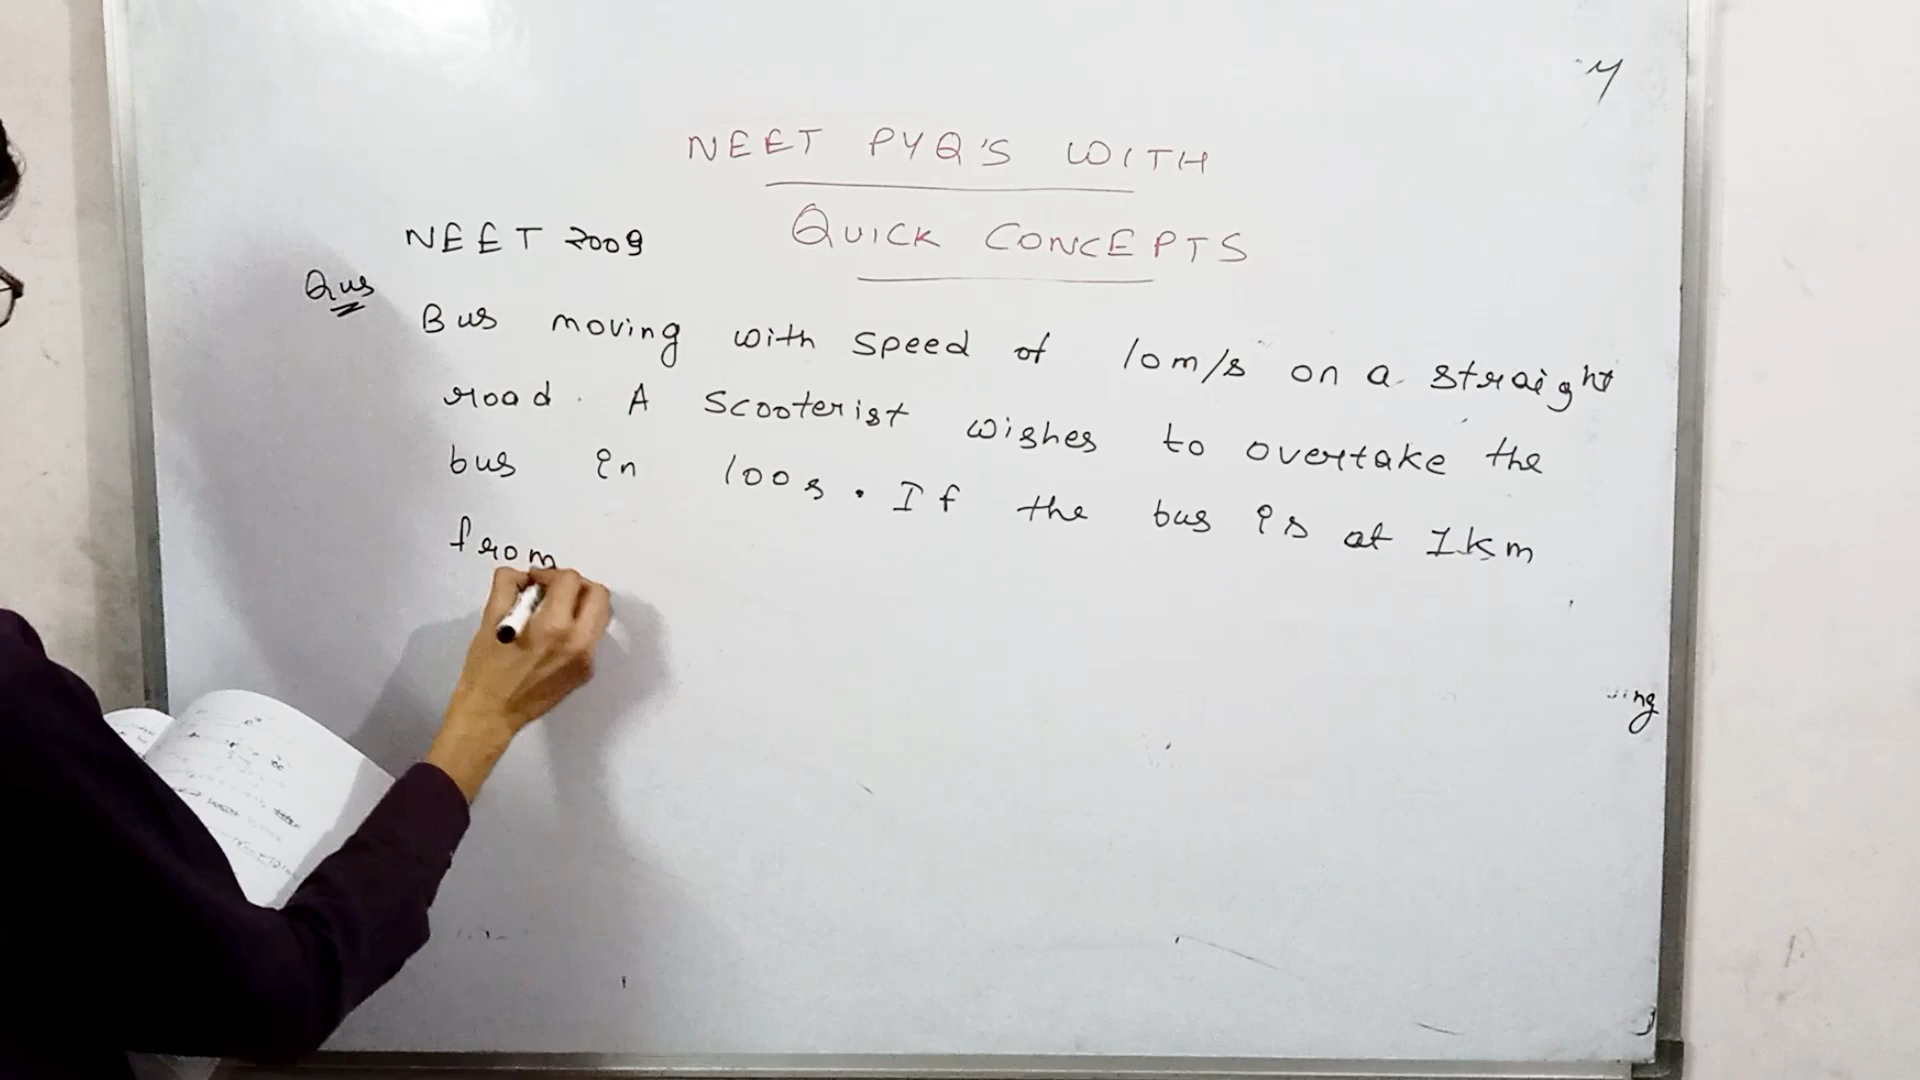 NEET PYQ'S WITH
QUICK CONCEPTS
NEET 2009
Qus
Bus moving with speed of 10m/s on a straight
road. A scooterist wishes to overtake the
bus in 100s. If the bus is at 1km
from
ing